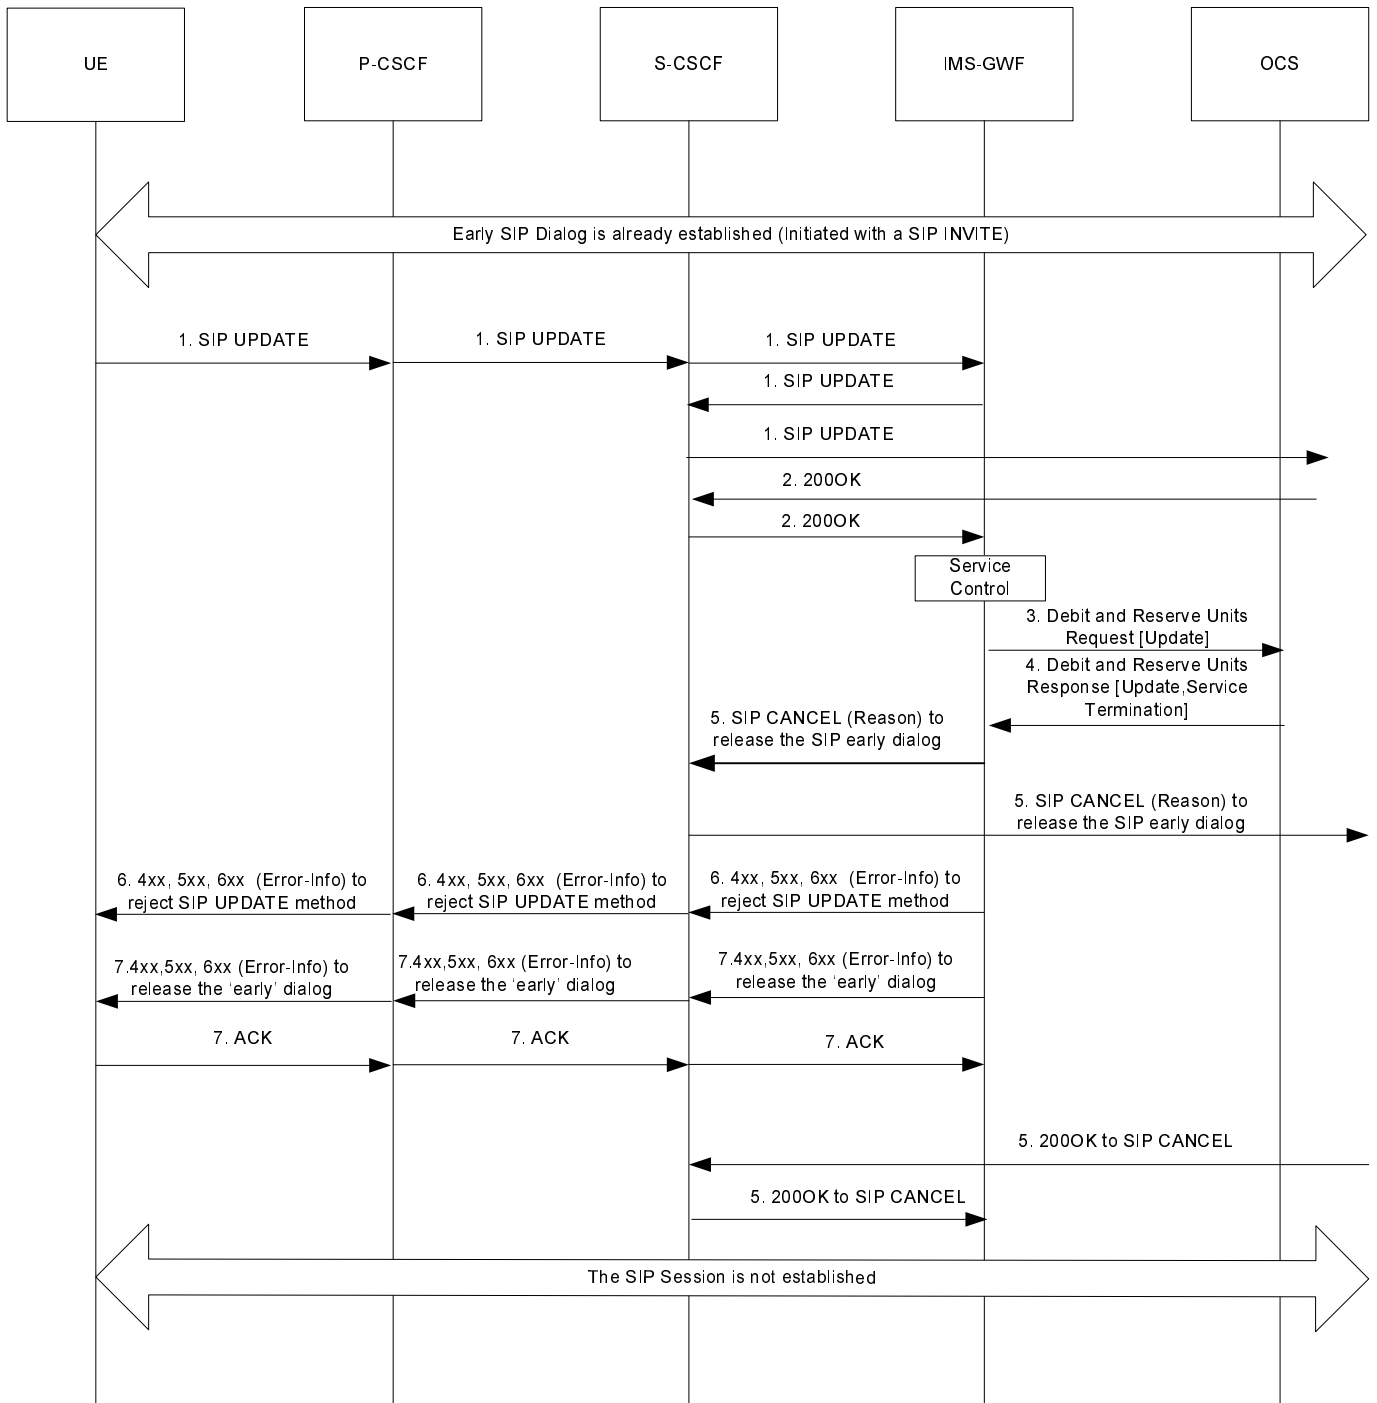 UE
P-CSCF
S-CSCF
IMS-GWF
OCS
Early SIP Dialog is already established (Initiated with a SIP INVITE)
1. SIP UPDATE
1. SIP UPDATE
1. SIP UPDATE
1. SIP UPDATE
1. SIP UPDATE
2. 200OK
2. 200OK
Service
Control
3. Debit and Reserve Units
Request [Update]
4. Debit and Reserve Units
Response [Update,Service
Termination]
5. SIP CANCEL (Reason) to
release the SIP early dialog
5. SIP CANCEL (Reason) to
release the SIP early dialog
6. 4xx, 5xx, 6xx (Error-Info) to
reject SIP UPDATE method
6. 4xx, 5xx, 6xx (Error-Info) to
reject SIP UPDATE method
6. 4xx, 5xx, 6xx (Error-Info) to
reject SIP UPDATE method
7.4xx,5xx, 6xx (Error-Info) to
release the ‘early’ dialog
7.4xx,5xx, 6xx (Error-Info) to
release the ‘early’ dialog
7.4xx,5xx, 6xx (Error-Info) to
release the ‘early’ dialog
7. ACK
7. ACK
7. ACK
5. 200OK to SIP CANCEL
5. 200OK to SIP CANCEL
The SIP Session is not established